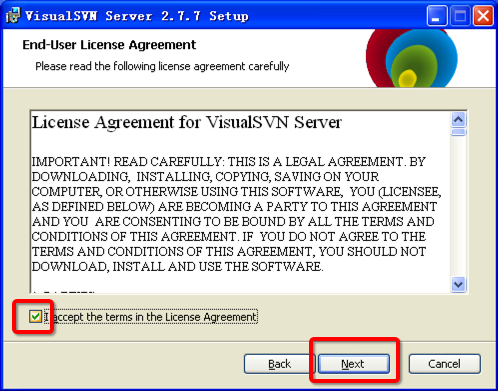 VisualSVN Server 2.7.7 Setup
End-User License Agreement
Please read the following license agreement carefully
License Agreement for VisualSVN Server
IMPORTANT! READ CAREFULLY: THIS IS A LEGAL AGREEMENT. BY
DOWNLOADING, INSTALLING, COPYING, SAVING ON YOUR
COMPUTER, OR OTHERWISE USING THIS SOFTWARE, YOU (LICENSEE,
AS DEFINED BELOW) ARE BECOMING A PARTY TO THIS AGREEMENT
AND YOU ARE CONSENTING TO BE BOUND BY ALL THE TERMS AND
CONDITIONS OF THIS AGREEMENT. IF YOU DO NOT AGREE TO THE
TERMS AND CONDITIONS OF THIS AGREEMENT, YOU SHOULD NOT
DOWNLOAD, INSTALL AND USE THE SOFTWARE.
I accept the terms in the License Agreement
Back
Next
Cancel